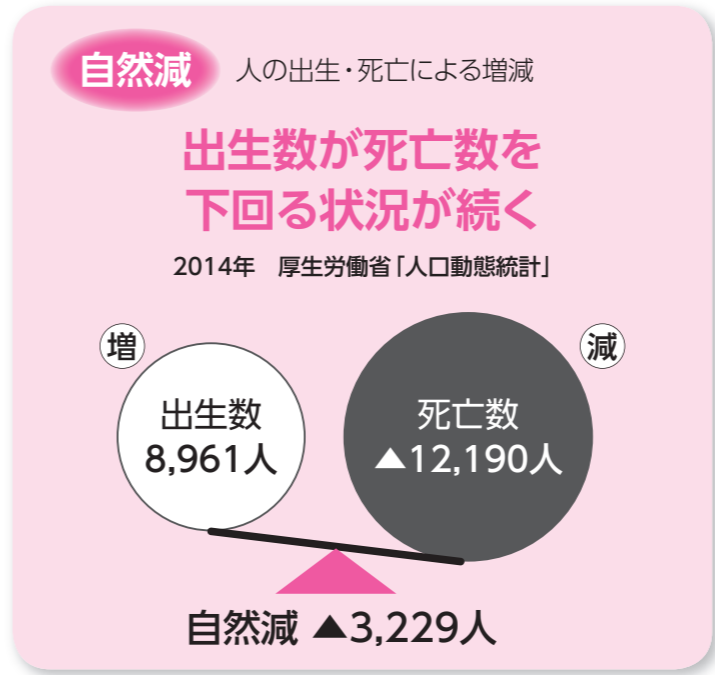 自然減 人の出生・死亡による増減
出生数が死亡数を
下回る状況が続く
2014年 厚生労働省「人口動態統計」
増
減
出生数
8,961人
死亡数
▲12,190人
自然減 ▲3,229人